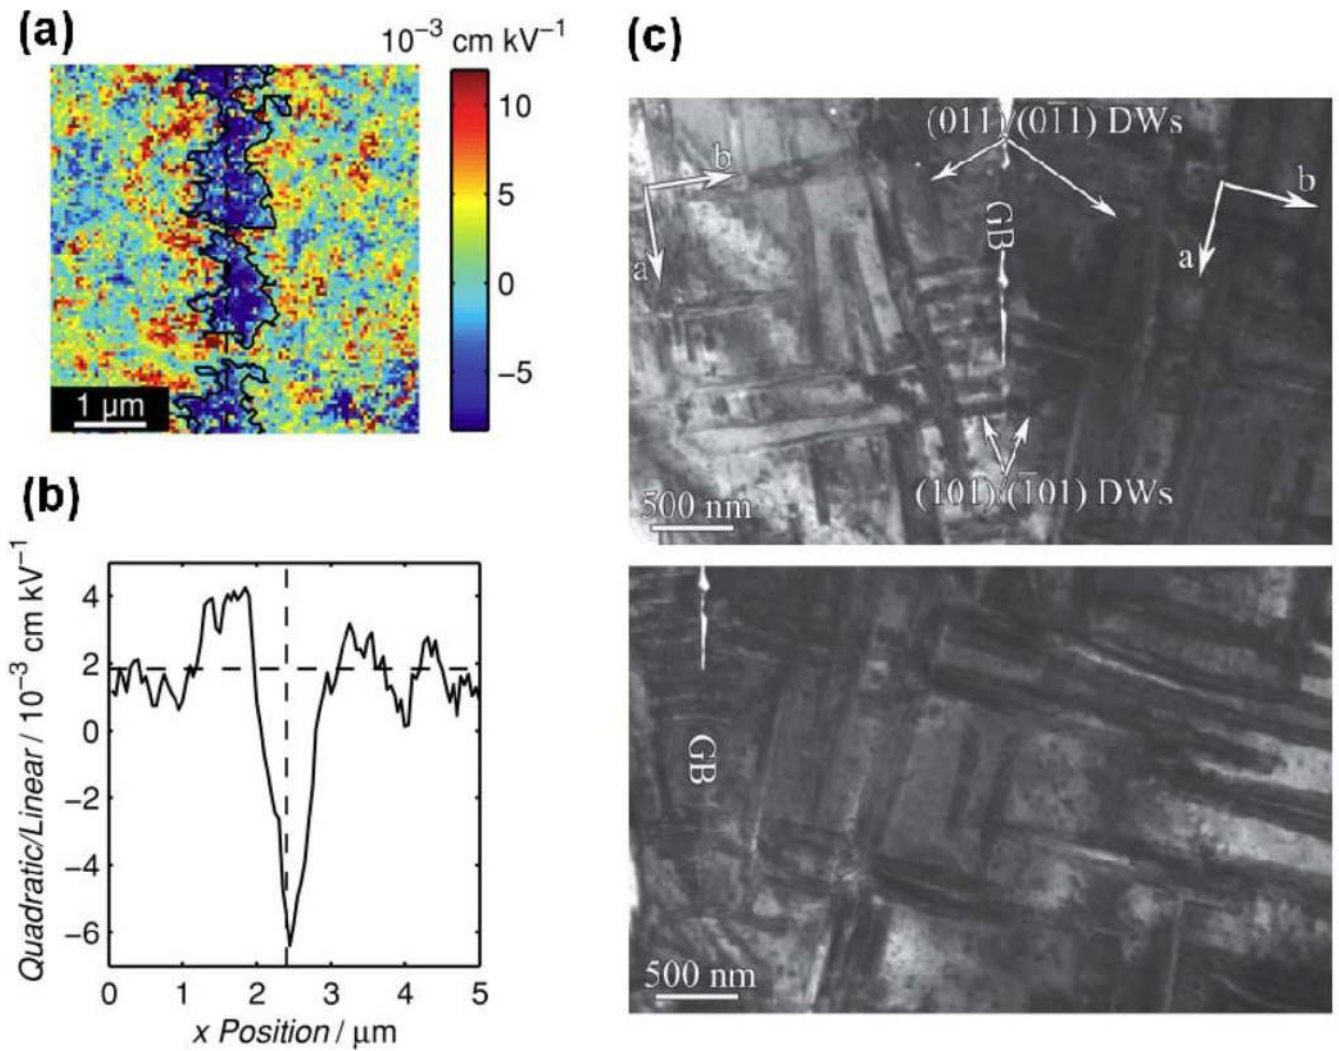 (a)
10⁻³ cm kV⁻¹
10
5
0
−5
1 μm
(b)
Quadratic/Linear / 10⁻³ cm kV⁻¹
4
2
0
−2
−4
−6
0 1 2 3 4 5
x Position / μm
(c)
(011)/(01̅1) DWs
b
a
GB
b
a
(101)/(1̅01) DWs
500 nm
GB
500 nm